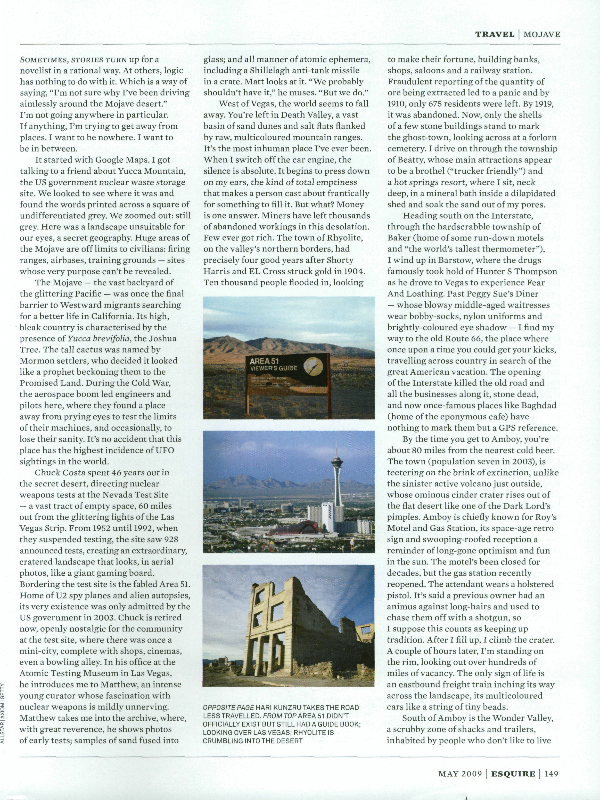 TRAVEL | MOJAVE
SOMETIMES, STORIES TURN up for a
novelist in a rational way. At others, logic
has nothing to do with it. Which is a way of
saying, "I'm not sure why I've been driving
aimlessly around the Mojave desert."
I'm not going anywhere in particular.
If anything, I'm trying to get away from
places. I want to be nowhere. I want to
be in between.
It started with Google Maps. I got
talking to a friend about Yucca Mountain,
the US government nuclear waste storage
site. We looked to see where it was and
found the words printed across a square of
undifferentiated grey. We zoomed out: still
grey. Here was a landscape unsuitable for
our eyes, a secret geography. Huge areas of
the Mojave are off limits to civilians: firing
ranges, airbases, training grounds — sites
whose very purpose can't be revealed.
The Mojave — the vast backyard of
the glittering Pacific — was once the final
barrier to Westward migrants searching
for a better life in California. Its high,
bleak country is characterised by the
presence of Yucca brevifolia, the Joshua
Tree. The tall cactus was named by
Mormon settlers, who decided it looked
like a prophet beckoning them to the
Promised Land. During the Cold War,
the aerospace boom led engineers and
pilots here, where they found a place
away from prying eyes to test the limits
of their machines, and occasionally, to
lose their sanity. It's no accident that this
place has the highest incidence of UFO
sightings in the world.
Chuck Costa spent 46 years out in
the secret desert, directing nuclear
weapons tests at the Nevada Test Site
— a vast tract of empty space, 60 miles
out from the glittering lights of the Las
Vegas Strip. From 1952 until 1992, when
they suspended testing, the site saw 928
announced tests, creating an extraordinary,
cratered landscape that looks, in aerial
photos, like a giant gaming board.
Bordering the test site is the fabled Area 51.
Home of U2 spy planes and alien autopsies,
its very existence was only admitted by the
US government in 2003. Chuck is retired
now, openly nostalgic for the community
at the test site, where there was once a
mini-city, complete with shops, cinemas,
even a bowling alley. In his office at the
Atomic Testing Museum in Las Vegas,
he introduces me to Matthew, an intense
young curator whose fascination with
nuclear weapons is mildly unnerving.
Matthew takes me into the archive, where,
with great reverence, he shows photos
of early tests; samples of sand fused into
glass; and all manner of atomic ephemera,
including a Shillelagh anti-tank missile
in a crate. Matt looks at it. "We probably
shouldn't have it," he muses. "But we do."
West of Vegas, the world seems to fall
away. You're left in Death Valley, a vast
basin of sand dunes and salt flats flanked
by raw, multicoloured mountain ranges.
It's the most inhuman place I've ever been.
When I switch off the car engine, the
silence is absolute. It begins to press down
on my ears, the kind of total emptiness
that makes a person cast about frantically
for something to fill it. But what? Money
is one answer. Miners have left thousands
of abandoned workings in this desolation.
Few ever got rich. The town of Rhyolite,
on the valley's northern borders, had
precisely four good years after Shorty
Harris and EL Cross struck gold in 1904.
Ten thousand people flooded in, looking
AREA 51
VIEWER'S GUIDE
OPPOSITE PAGE HARI KUNZRU TAKES THE ROAD
LESS TRAVELLED. FROM TOP AREA 51 DIDN'T
OFFICIALLY EXIST BUT STILL HAD A GUIDE BOOK;
LOOKING OVER LAS VEGAS; RHYOLITE IS
CRUMBLING INTO THE DESERT
to make their fortune, building banks,
shops, saloons and a railway station.
Fraudulent reporting of the quantity of
ore being extracted led to a panic and by
1910, only 675 residents were left. By 1919,
it was abandoned. Now, only the shells
of a few stone buildings stand to mark
the ghost-town, looking across at a forlorn
cemetery. I drive on through the township
of Beatty, whose main attractions appear
to be a brothel ("trucker friendly") and
a hot springs resort, where I sit, neck
deep, in a mineral bath inside a dilapidated
shed and soak the sand out of my pores.
Heading south on the Interstate,
through the hardscrabble township of
Baker (home of some run-down motels
and "the world's tallest thermometer"),
I wind up in Barstow, where the drugs
famously took hold of Hunter S Thompson
as he drove to Vegas to experience Fear
And Loathing. Past Peggy Sue's Diner
— whose blowsy middle-aged waitresses
wear bobby-socks, nylon uniforms and
brightly-coloured eye shadow — I find my
way to the old Route 66, the place where
once upon a time you could get your kicks,
travelling across country in search of the
great American vacation. The opening
of the Interstate killed the old road and
all the businesses along it, stone dead,
and now once-famous places like Baghdad
(home of the eponymous cafe) have
nothing to mark them but a GPS reference.
By the time you get to Amboy, you're
about 80 miles from the nearest cold beer.
The town (population seven in 2003), is
teetering on the brink of extinction, unlike
the sinister active volcano just outside,
whose ominous cinder crater rises out of
the flat desert like one of the Dark Lord's
pimples. Amboy is chiefly known for Roy's
Motel and Gas Station, its space-age retro
sign and swooping-roofed reception a
reminder of long-gone optimism and fun
in the sun. The motel's been closed for
decades, but the gas station recently
reopened. The attendant wears a holstered
pistol. It's said a previous owner had an
animus against long-hairs and used to
chase them off with a shotgun, so
I suppose this counts as keeping up
tradition. After I fill up, I climb the crater.
A couple of hours later, I'm standing on
the rim, looking out over hundreds of
miles of vacancy. The only sign of life is
an eastbound freight train inching its way
across the landscape, its multicoloured
cars like a string of tiny beads.
South of Amboy is the Wonder Valley,
a scrubby zone of shacks and trailers,
inhabited by people who don't like to live
MAY 2009 | ESQUIRE | 149